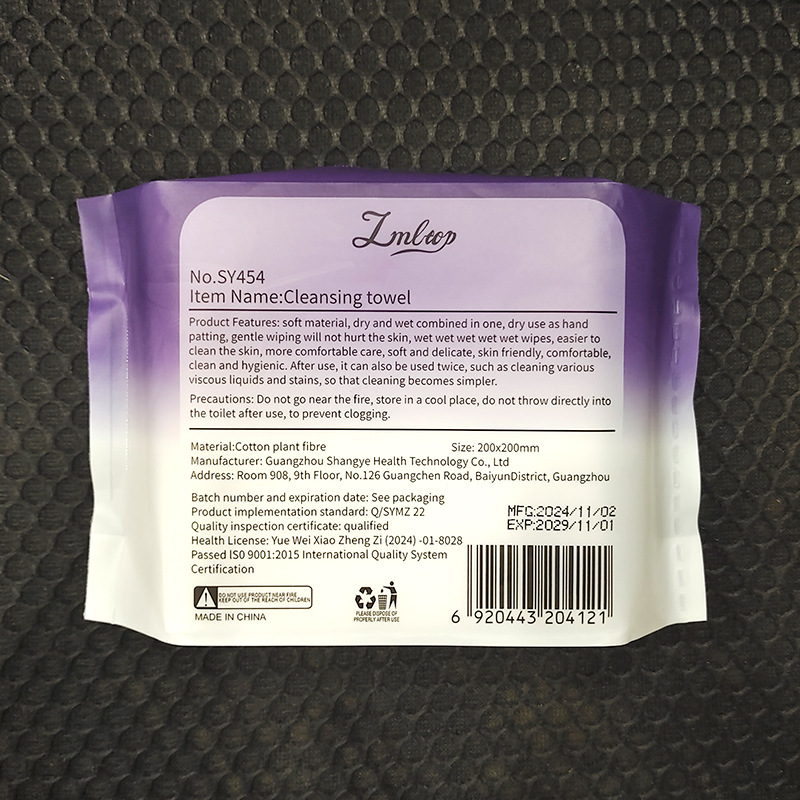 Zmltop
No.SY454
Item Name:Cleansing towel
Product Features: soft material, dry and wet combined in one, dry use as hand
patting, gentle wiping will not hurt the skin, wet wet wet wet wet wipes, easier to
clean the skin, more comfortable care, soft and delicate, skin friendly, comfortable,
clean and hygienic. After use, it can also be used twice, such as cleaning various
viscous liquids and stains, so that cleaning becomes simpler.
Precautions: Do not go near the fire, store in a cool place, do not throw directly into
the toilet after use, to prevent clogging.
Material:Cotton plant fibre Size: 200x200mm
Manufacturer: Guangzhou Shangye Health Technology Co., Ltd
Address: Room 908, 9th Floor, No.126 Guangchen Road, BaiyunDistrict, Guangzhou
Batch number and expiration date: See packaging
Product implementation standard: Q/SYMZ 22
Quality inspection certificate: qualified
Health License: Yue Wei Xiao Zheng Zi (2024) -01-8028
Passed IS0 9001:2015 International Quality System
Certification
MFG:2024/11/02
EXP:2029/11/01
DO NOT USE PRODUCT NEAR FIRE
KEEP OUT OF THE REACH OF CHILDREN
MADE IN CHINA
PLEASE DISPOSE OF
PROFERLY AFTER USE
6 920443 204121